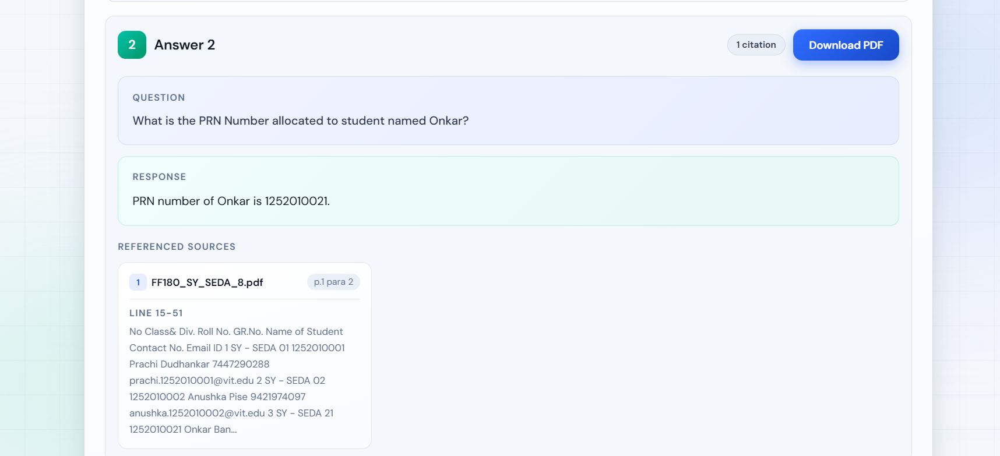 2
Answer 2
1 citation
Download PDF
QUESTION
What is the PRN Number allocated to student named Onkar?
RESPONSE
PRN number of Onkar is 1252010021.
REFERENCED SOURCES
1
FF180_SY_SEDA_8.pdf
p.1 para 2
LINE 15-51
No Class& Div. Roll No. GR.No. Name of Student
Contact No. Email ID 1 SY - SEDA 01 1252010001
Prachi Dudhankar 7447290288
prachi.1252010001@vit.edu 2 SY - SEDA 02
1252010002 Anushka Pise 9421974097
anushka.1252010002@vit.edu 3 SY - SEDA 21
1252010021 Onkar Ban...